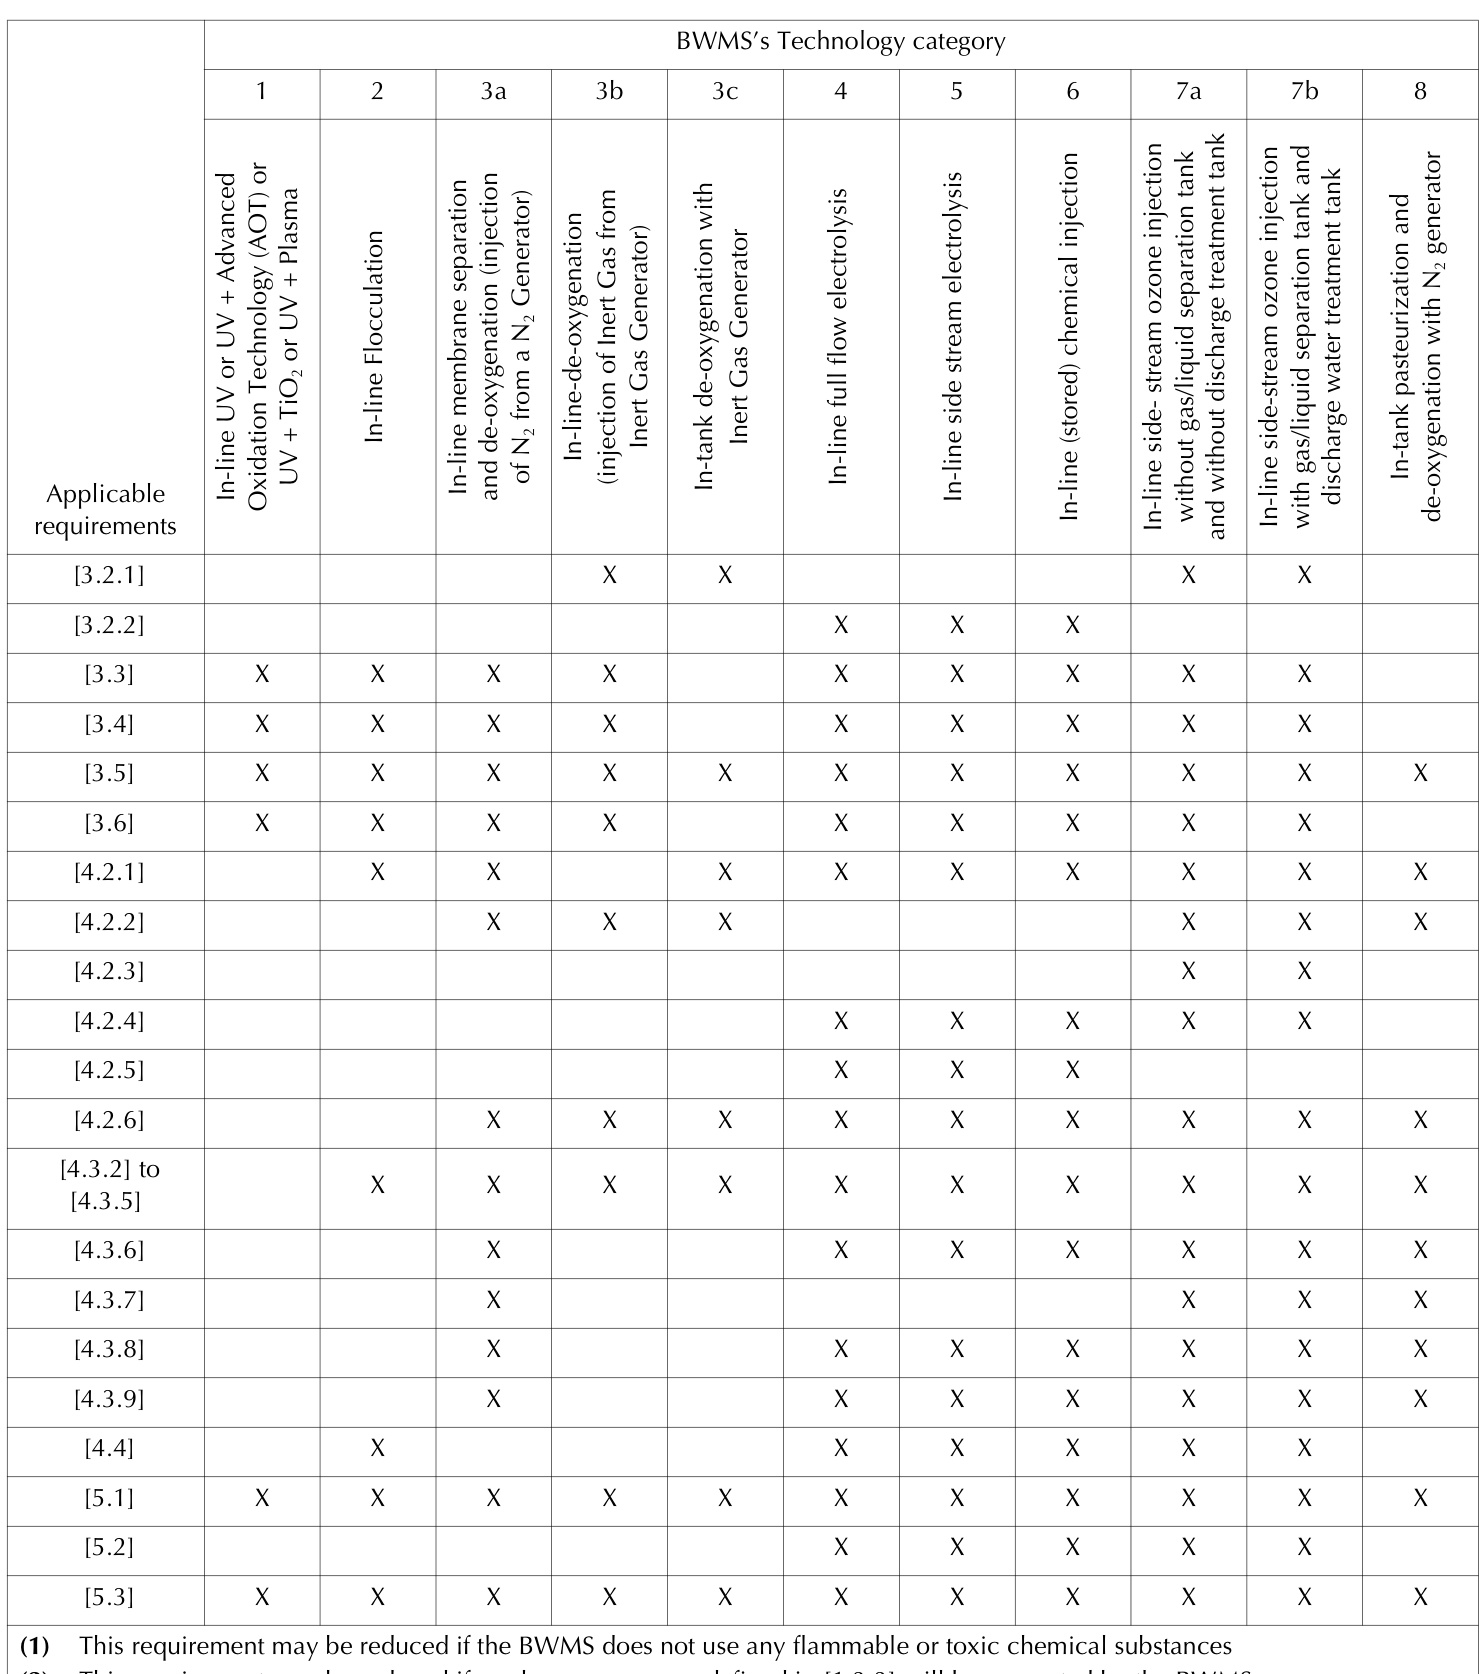 BWMS's Technology category
1 2 3a 3b 3c 4 5 6 7a 7b 8
Applicable
requirements
In-line UV or UV + Advanced
Oxidation Technology (AOT) or
UV + TiO₂ or UV + Plasma
In-line Flocculation
In-line membrane separation
and de-oxygenation (injection
of N₂ from a N₂ Generator)
In-line-de-oxygenation
(injection of Inert Gas from
Inert Gas Generator)
In-tank de-oxygenation with
Inert Gas Generator
In-line full flow electrolysis
In-line side stream electrolysis
In-line (stored) chemical injection
In-line side- stream ozone injection
without gas/liquid separation tank
and without discharge treatment tank
In-line side-stream ozone injection
with gas/liquid separation tank and
discharge water treatment tank
In-tank pasteurization and
de-oxygenation with N₂ generator
[3.2.1] X X X X
[3.2.2] X X X
[3.3] X X X X X X X X X
[3.4] X X X X X X X X X
[3.5] X X X X X X X X X X X
[3.6] X X X X X X X X X
[4.2.1] X X X X X X X X X
[4.2.2] X X X X X X
[4.2.3] X X
[4.2.4] X X X X X
[4.2.5] X X X
[4.2.6] X X X X X X X X X
[4.3.2] to
[4.3.5] X X X X X X X X X X
[4.3.6] X X X X X X X
[4.3.7] X X X X
[4.3.8] X X X X X X X
[4.3.9] X X X X X X X
[4.4] X X X X X X
[5.1] X X X X X X X X X X X
[5.2] X X X X X
[5.3] X X X X X X X X X X X
(1) This requirement may be reduced if the BWMS does not use any flammable or toxic chemical substances